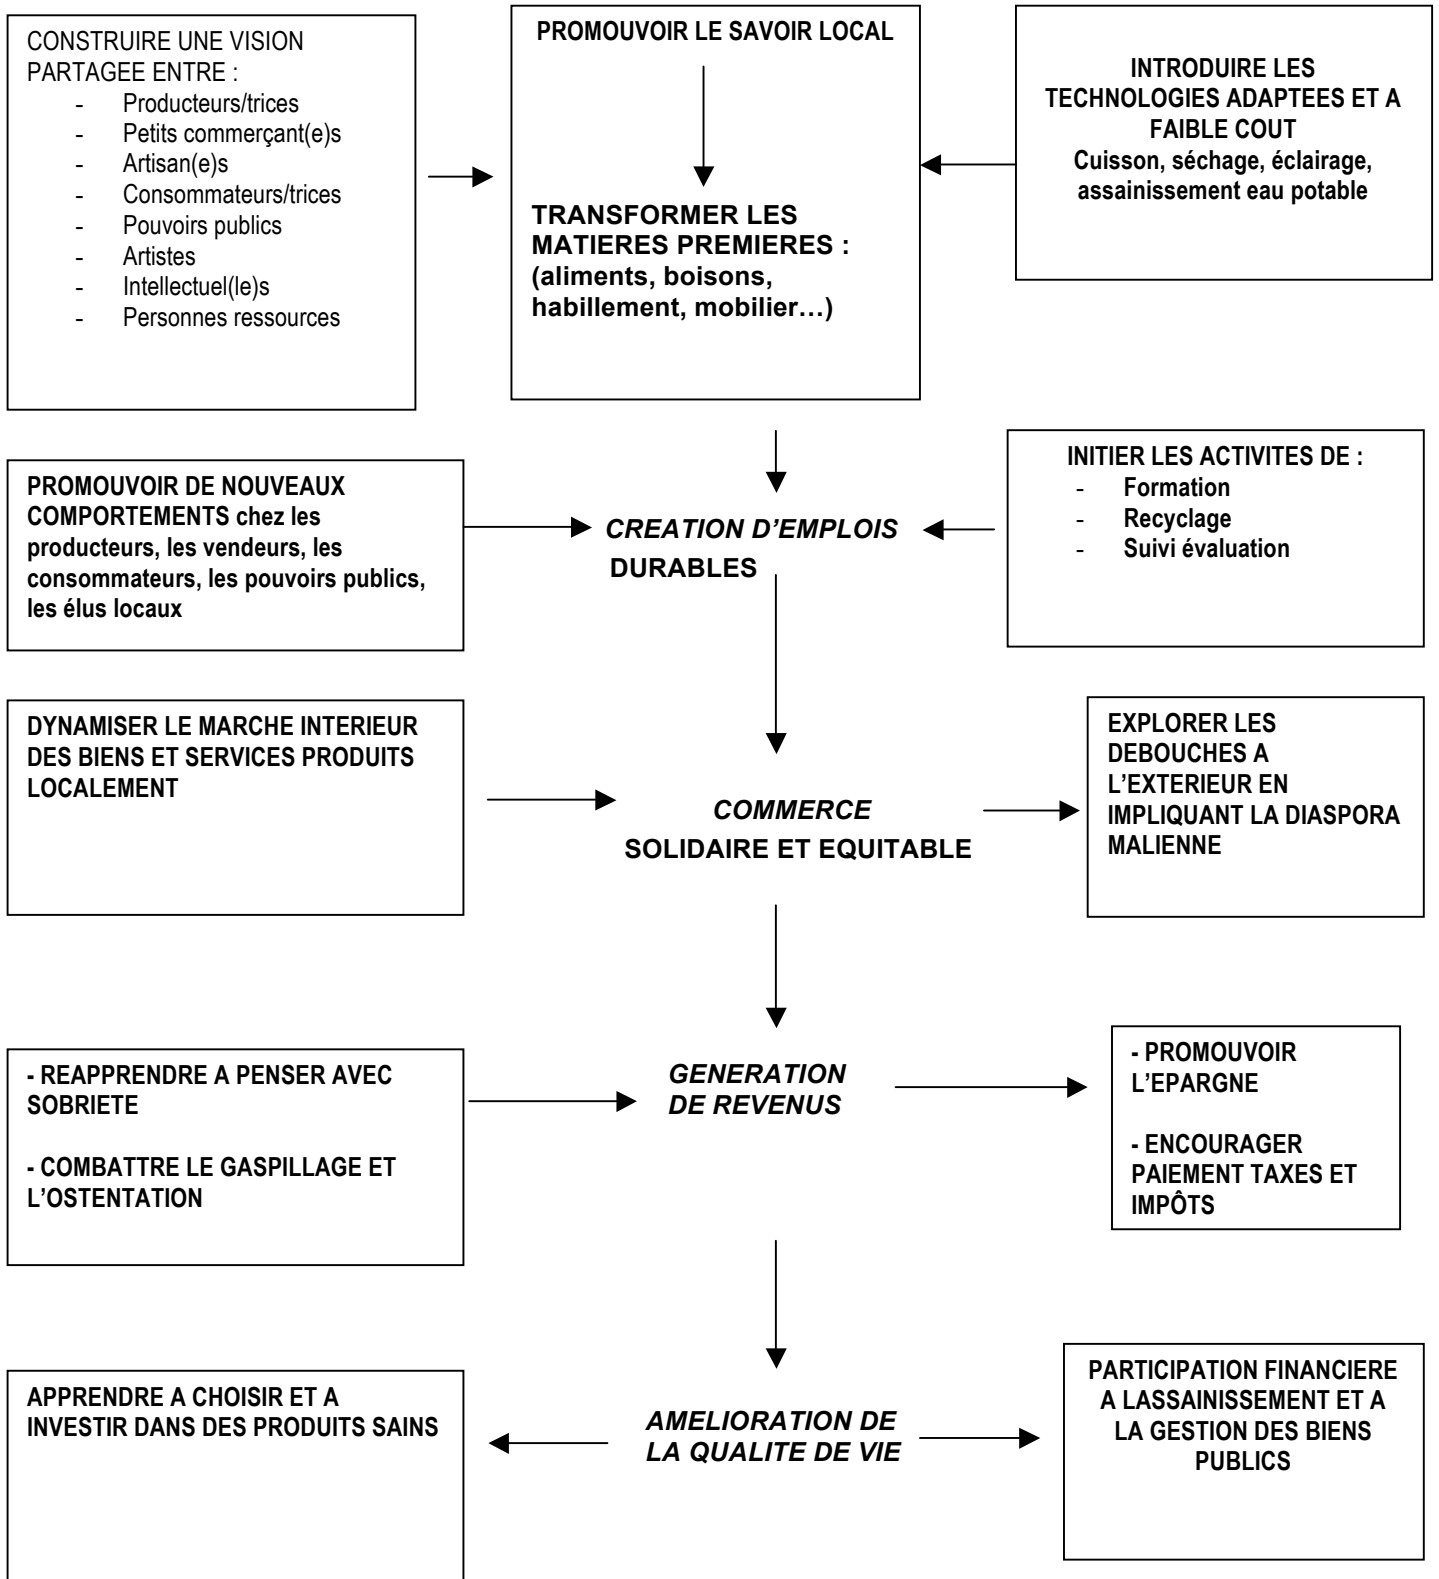 CONSTRUIRE UNE VISION
PARTAGEE ENTRE :
- Producteurs/trices
- Petits commerçant(e)s
- Artisan(e)s
- Consommateurs/trices
- Pouvoirs publics
- Artistes
- Intellectuel(le)s
- Personnes ressources
PROMOUVOIR LE SAVOIR LOCAL
TRANSFORMER LES
MATIERES PREMIERES :
(aliments, boisons,
habillement, mobilier…)
INTRODUIRE LES
TECHNOLOGIES ADAPTEES ET A
FAIBLE COUT
Cuisson, séchage, éclairage,
assainissement eau potable
PROMOUVOIR DE NOUVEAUX
COMPORTEMENTS chez les
producteurs, les vendeurs, les
consommateurs, les pouvoirs publics,
les élus locaux
CREATION D’EMPLOIS
DURABLES
INITIER LES ACTIVITES DE :
- Formation
- Recyclage
- Suivi évaluation
DYNAMISER LE MARCHE INTERIEUR
DES BIENS ET SERVICES PRODUITS
LOCALEMENT
COMMERCE
SOLIDAIRE ET EQUITABLE
EXPLORER LES
DEBOUCHES A
L’EXTERIEUR EN
IMPLIQUANT LA DIASPORA
MALIENNE
- REAPPRENDRE A PENSER AVEC
SOBRIETE
- COMBATTRE LE GASPILLAGE ET
L’OSTENTATION
GENERATION
DE REVENUS
- PROMOUVOIR
L’EPARGNE
- ENCOURAGER
PAIEMENT TAXES ET
IMPÔTS
APPRENDRE A CHOISIR ET A
INVESTIR DANS DES PRODUITS SAINS
AMELIORATION DE
LA QUALITE DE VIE
PARTICIPATION FINANCIERE
A LASSAINISSEMENT ET A
LA GESTION DES BIENS
PUBLICS